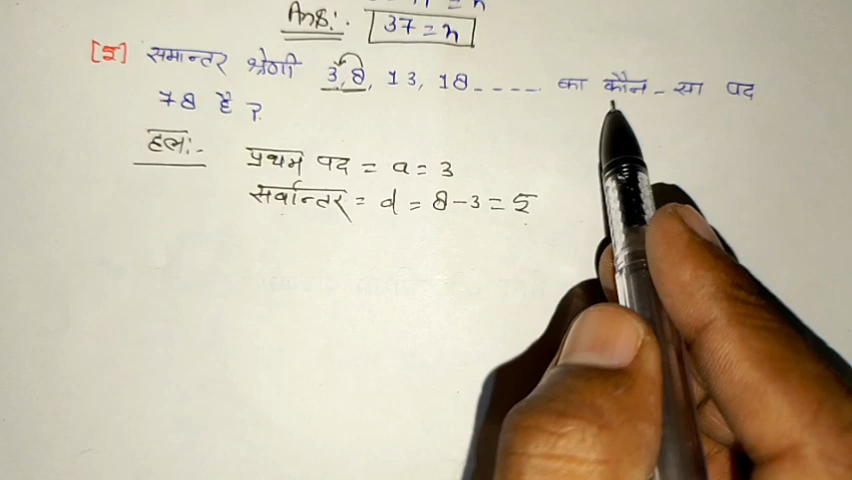 Ans:- 37 = n
[5] समान्तर श्रेणी 3, 8, 13, 18 ---- का कौन-सा पद
78 है ?
हलः-
प्रथम पद = a = 3
सर्वान्तर = d = 8-3 = 5